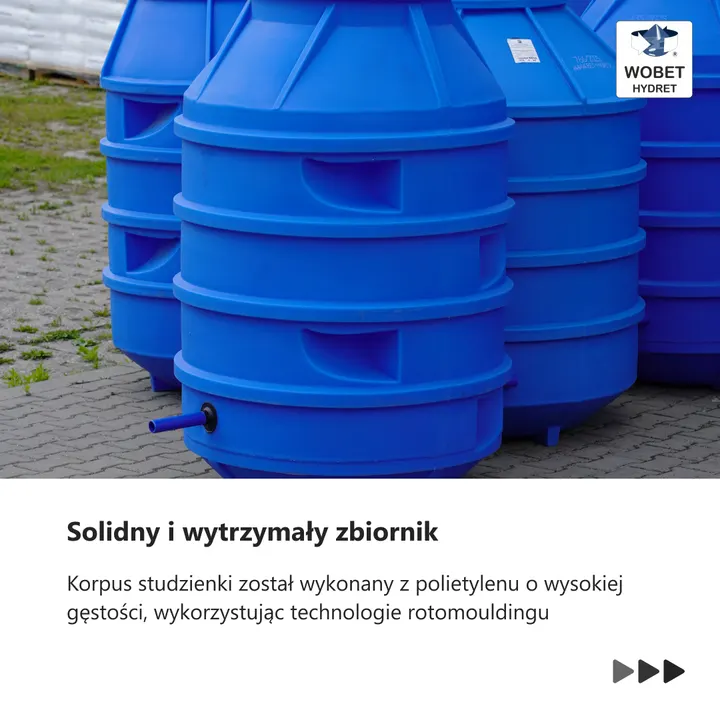 WOBET
HYDRET
Solidny i wytrzymały zbiornik
Korpus studzienki został wykonany z polietylenu o wysokiej
gęstości, wykorzystując technologie rotomouldingu